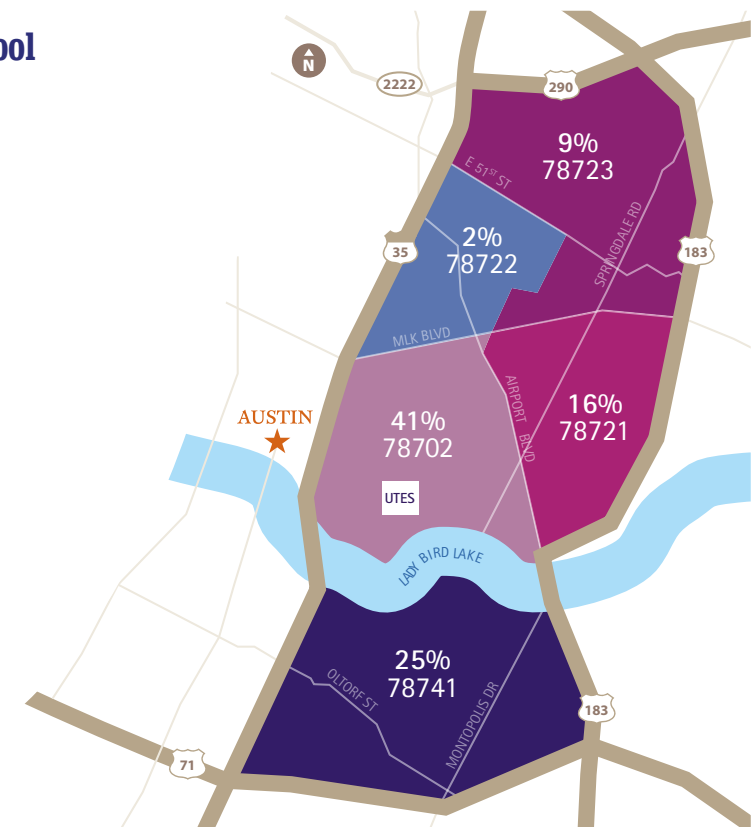 ool
N
2222
290
9%
78723
E 51ST ST
SPRINGDALE RD
2%
78722
35
183
MLK BLVD
AIRPORT BLVD
16%
78721
AUSTIN
41%
78702
UTES
LADY BIRD LAKE
25%
78741
OLTORF ST
MONTOPOLIS DR
183
71